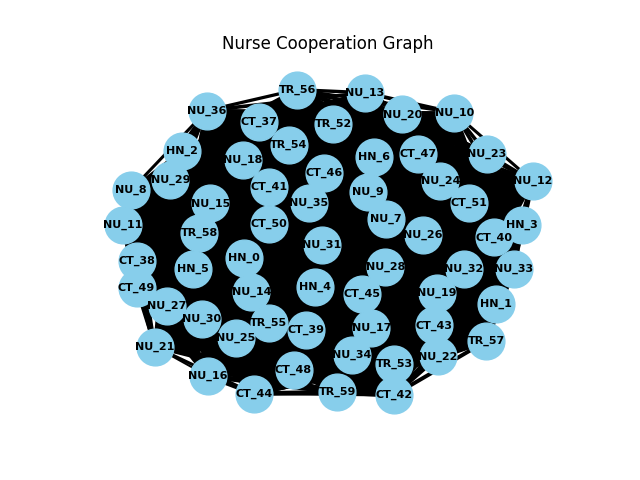 Nurse Cooperation Graph
TR_56
NU_13
NU_36
NU_10
NU_20
CT_37
TR_52
TR_54
HN_2
NU_18
HN_6
CT_47
NU_23
CT_46
NU_29
NU_24
NU_12
NU_8
CT_41
NU_9
NU_15
NU_35
CT_51
NU_7
NU_11
CT_50
HN_3
TR_58
NU_26
CT_40
NU_31
CT_38
HN_0
HN_5
NU_28
NU_32
NU_33
CT_49
HN_4
NU_14
CT_45
NU_19
HN_1
NU_27
NU_30
TR_55
CT_39
NU_17
CT_43
NU_25
TR_57
NU_21
NU_34
NU_22
TR_53
CT_48
NU_16
CT_44
TR_59
CT_42